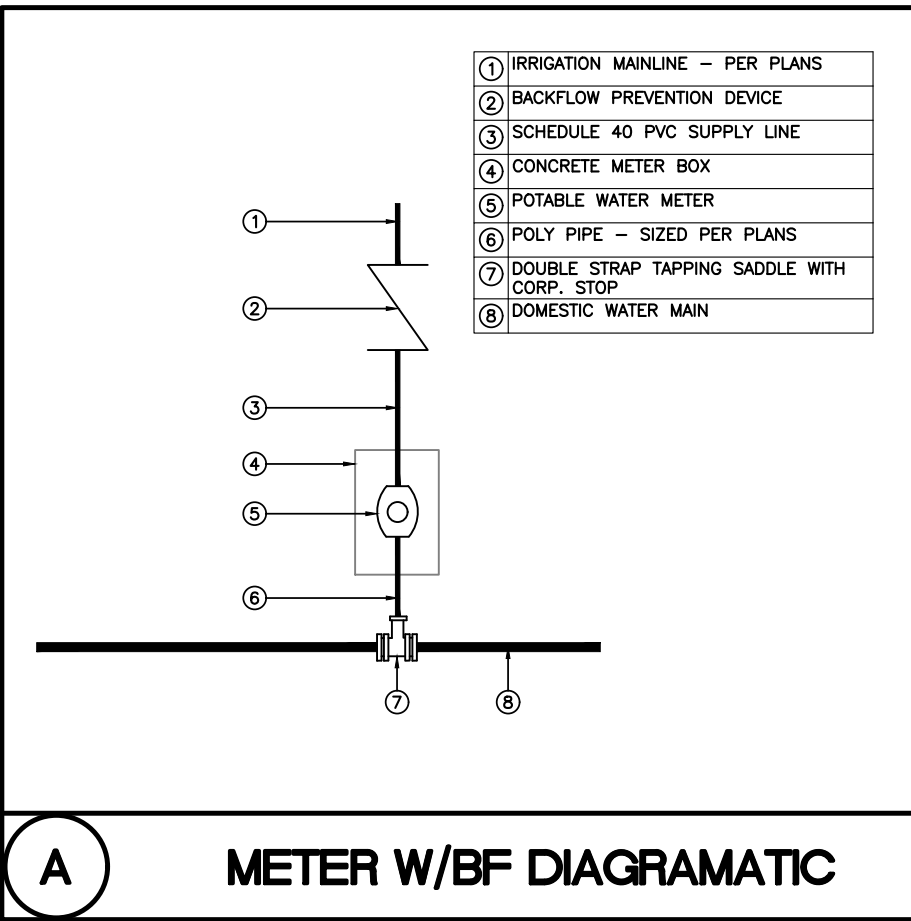 1 IRRIGATION MAINLINE – PER PLANS
2 BACKFLOW PREVENTION DEVICE
3 SCHEDULE 40 PVC SUPPLY LINE
4 CONCRETE METER BOX
5 POTABLE WATER METER
6 POLY PIPE – SIZED PER PLANS
7 DOUBLE STRAP TAPPING SADDLE WITH
CORP. STOP
8 DOMESTIC WATER MAIN
1
2
3
4
5
6
7 8
A METER W/BF DIAGRAMATIC